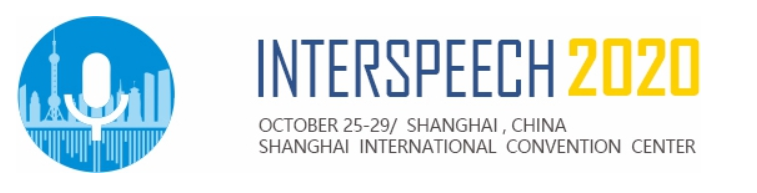 INTERSPEECH 2020
OCTOBER 25-29/ SHANGHAI , CHINA
SHANGHAI INTERNATIONAL CONVENTION CENTER